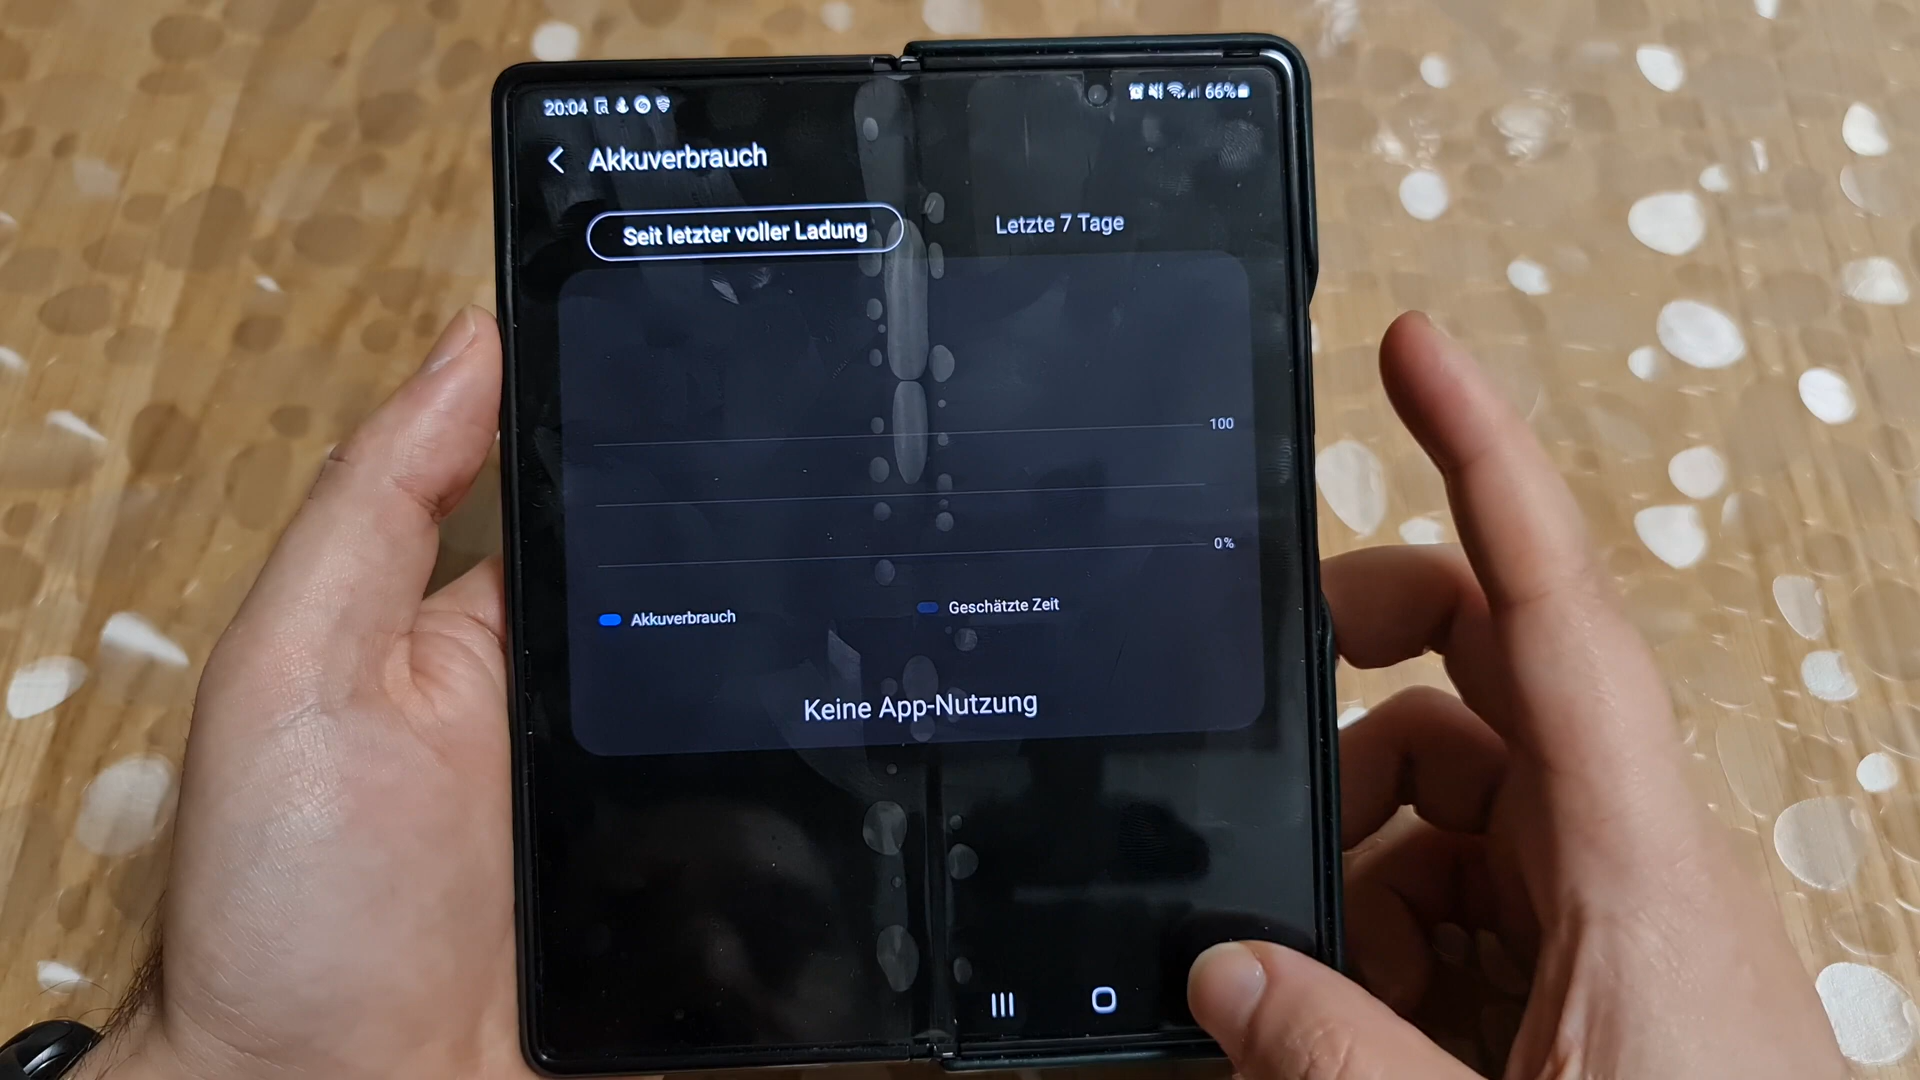 20:04
66%
Akkuverbrauch
Seit letzter voller Ladung
Letzte 7 Tage
100
0%
Akkuverbrauch
Geschätzte Zeit
Keine App-Nutzung